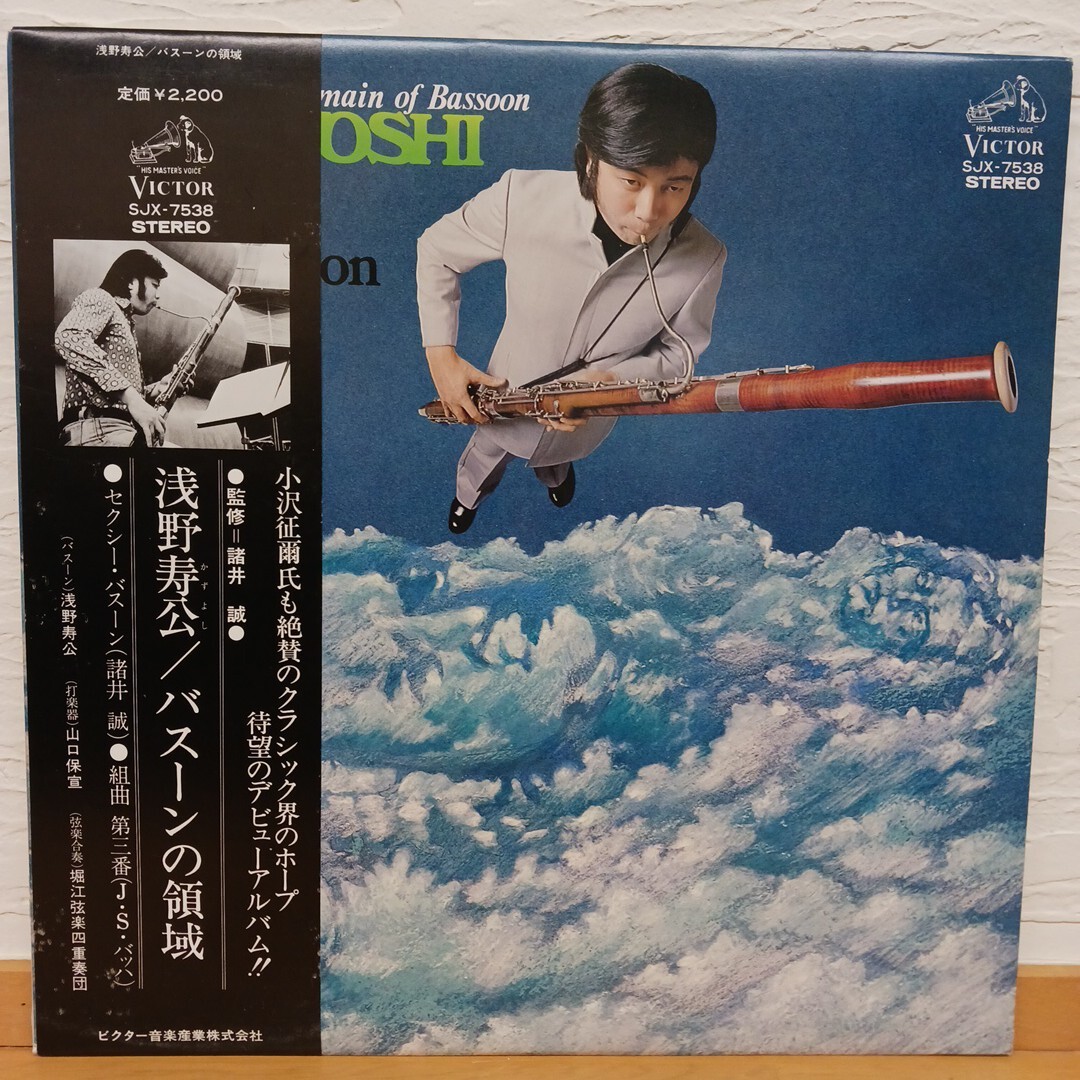 浅野寿公/バスーンの領域
定価¥2,200
"HIS MASTER'S VOICE"
VICTOR
SJX-7538
STEREO
小沢征爾氏も絶賛のクラシック界のホープ
待望のデビューアルバム!!
●監修=諸井 誠●
浅野寿公/バスーンの領域
かずよし
●セクシー・バスーン(諸井 誠)●組曲 第三番(J・S・バッハ)
(バスーン)浅野寿公 (打楽器)山口保宣 (弦楽合奏)堀江弦楽四重奏団
ビクター音楽産業株式会社
main of Bassoon
OSHI
on
"HIS MASTER'S VOICE"
VICTOR
SJX-7538
STEREO